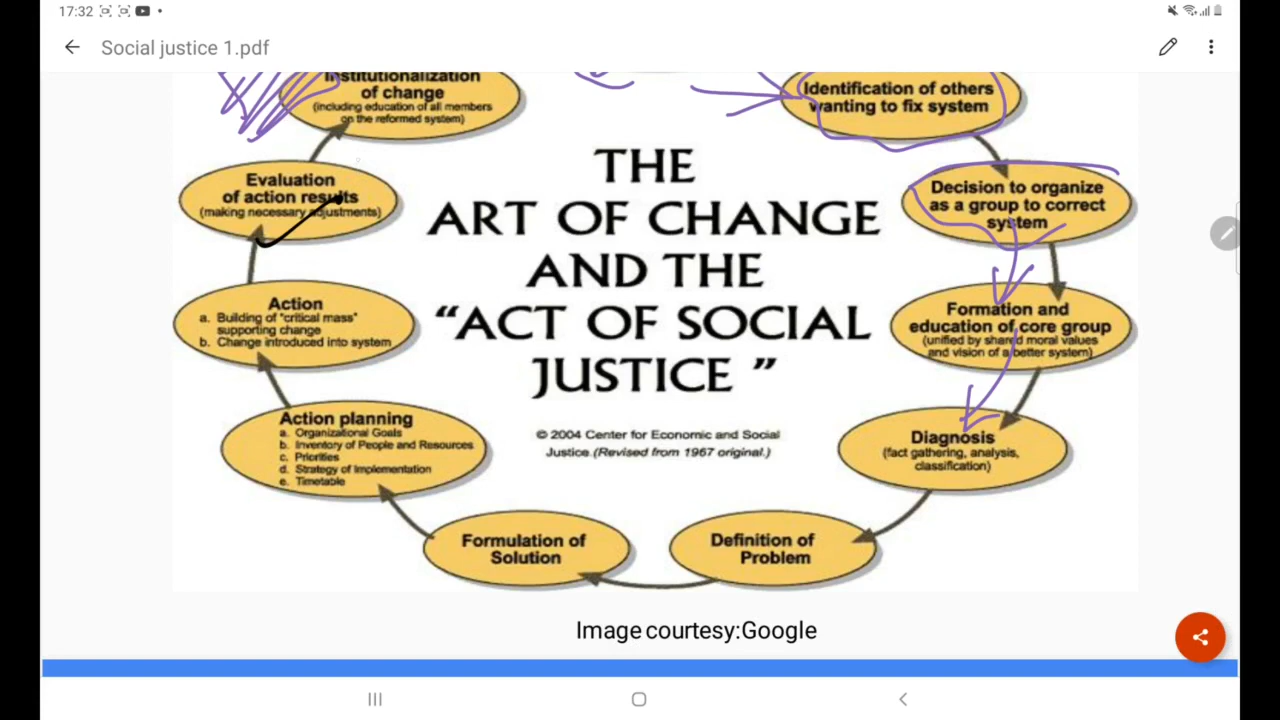 17:32
Social justice 1.pdf
Institutionalization
of change
(including education of all members
on the reformed system)
Identification of others
wanting to fix system
Evaluation
of action results
(making necessary adjustments)
THE
ART OF CHANGE
AND THE
“ACT OF SOCIAL
JUSTICE ”
Decision to organize
as a group to correct
system
Action
a. Building of "critical mass"
supporting change
b. Change introduced into system
Formation and
education of core group
(unified by shared moral values
and vision of a better system)
Action planning
a. Organizational Goals
b. Inventory of People and Resources
c. Priorities
d. Strategy of Implementation
e. Timetable
© 2004 Center for Economic and Social
Justice.(Revised from 1967 original.)
Diagnosis
(fact gathering, analysis,
classification)
Formulation of
Solution
Definition of
Problem
Image courtesy:Google